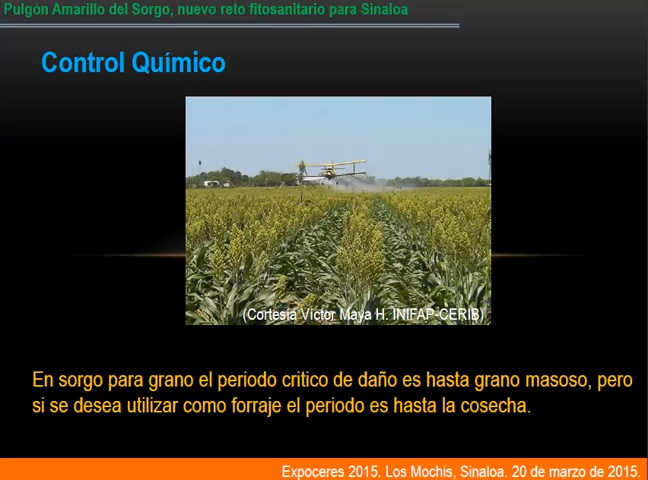 Pulgón Amarillo del Sorgo, nuevo reto fitosanitario para Sinaloa
Control Químico
(Cortesía Víctor Maya H. INIFAP-CERIB)
En sorgo para grano el periodo critico de daño es hasta grano masoso, pero
si se desea utilizar como forraje el periodo es hasta la cosecha.
Expoceres 2015. Los Mochis, Sinaloa. 20 de marzo de 2015.